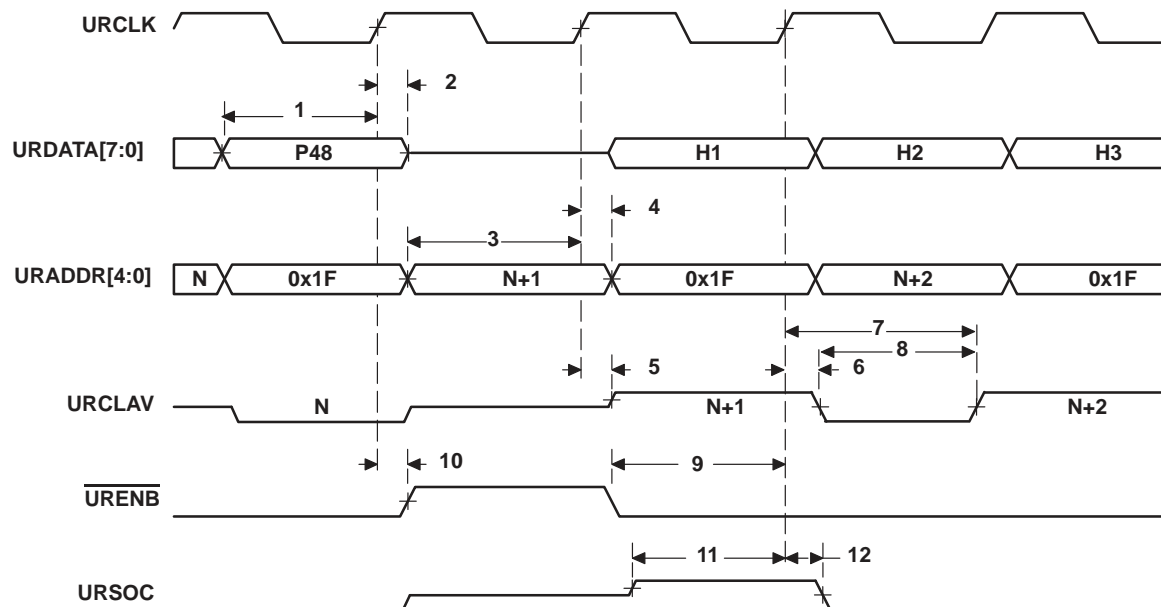 URCLK
2
1
URDATA[7:0] P48 H1 H2 H3
4
3
URADDR[4:0] N 0x1F N+1 0x1F N+2 0x1F
7
8
5 6
URCLAV N N+1 N+2
10 9
URENB
11 12
URSOC